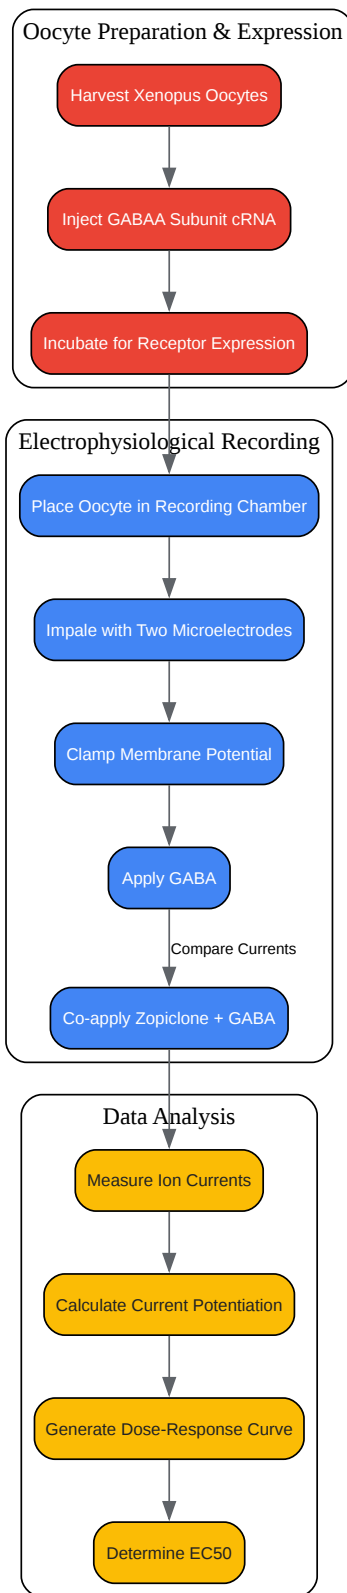 Oocyte Preparation & Expression
Harvest Xenopus Oocytes
Inject GABAA Subunit cRNA
Incubate for Receptor Expression
Electrophysiological Recording
Place Oocyte in Recording Chamber
Impale with Two Microelectrodes
Clamp Membrane Potential
Apply GABA
Compare Currents
Co-apply Zopiclone + GABA
Data Analysis
Measure Ion Currents
Calculate Current Potentiation
Generate Dose-Response Curve
Determine EC50